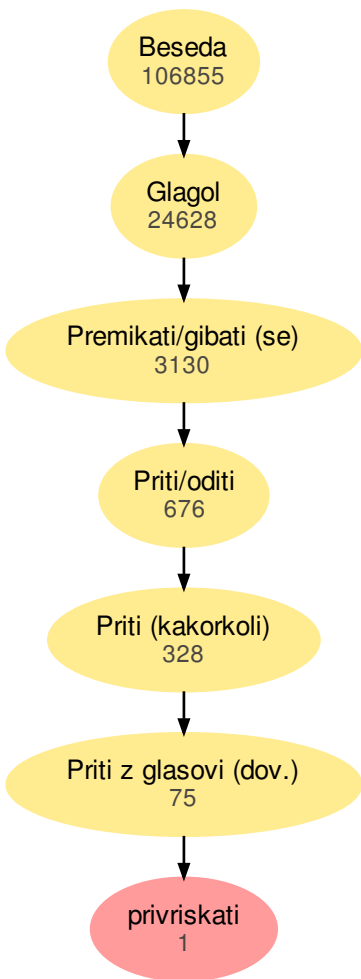 Beseda
106855
Glagol
24628
Premikati/gibati (se)
3130
Priti/oditi
676
Priti (kakorkoli)
328
Priti z glasovi (dov.)
75
privriskati
1